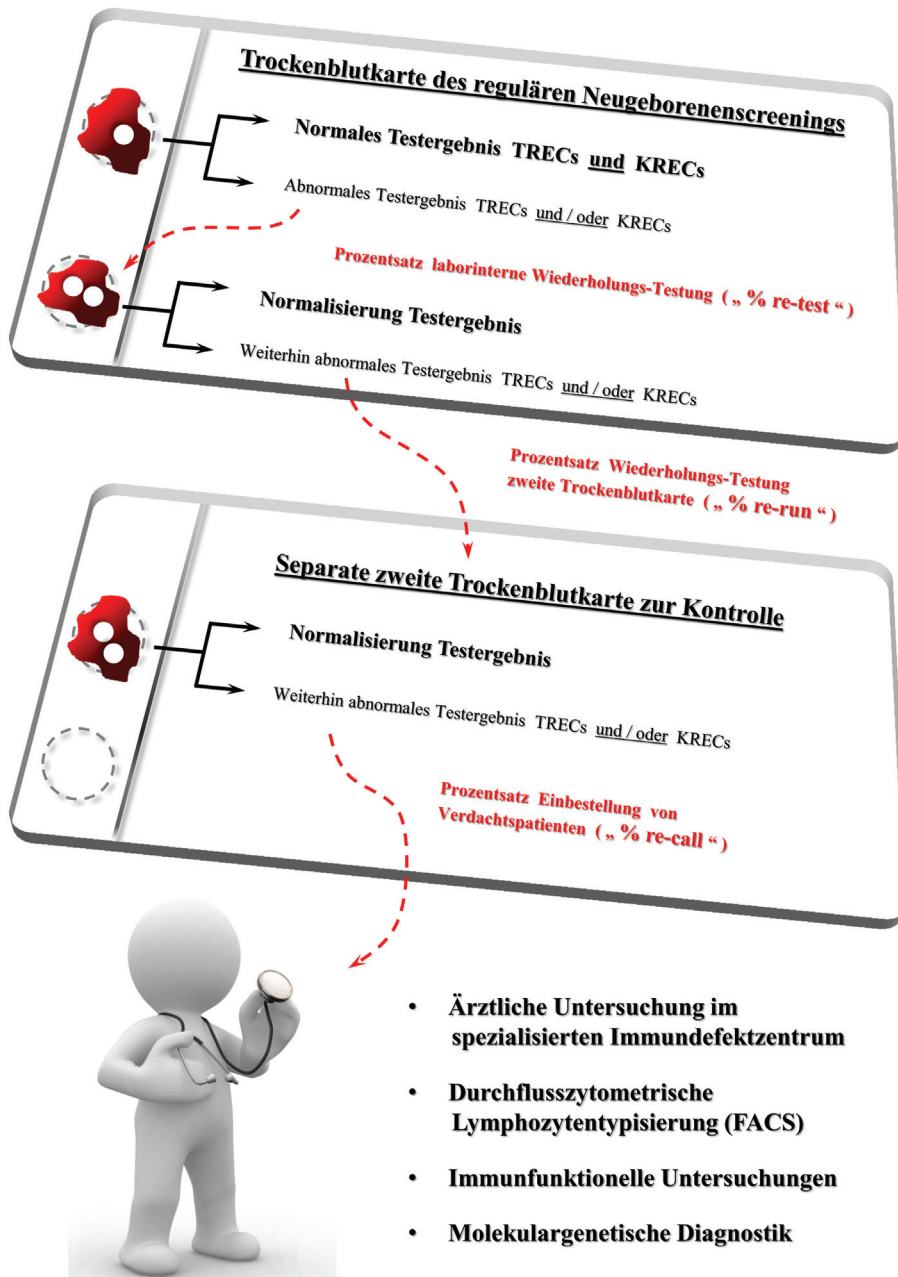 Trockenblutkarte des regulären Neugeborenenscreenings
Normales Testergebnis TRECs und KRECs
Abnormales Testergebnis TRECs und / oder KRECs
Prozentsatz laborinterne Wiederholungs-Testung ( „ % re-test “ )
Normalisierung Testergebnis
Weiterhin abnormales Testergebnis TRECs und / oder KRECs
Prozentsatz Wiederholungs-Testung
zweite Trockenblutkarte ( „ % re-run “ )
Separate zweite Trockenblutkarte zur Kontrolle
Normalisierung Testergebnis
Weiterhin abnormales Testergebnis TRECs und / oder KRECs
Prozentsatz Einbestellung von
Verdachtspatienten ( „ % re-call “ )
• Ärztliche Untersuchung im
spezialisierten Immundefektzentrum
• Durchflusszytometrische
Lymphozytentypisierung (FACS)
• Immunfunktionelle Untersuchungen
• Molekulargenetische Diagnostik